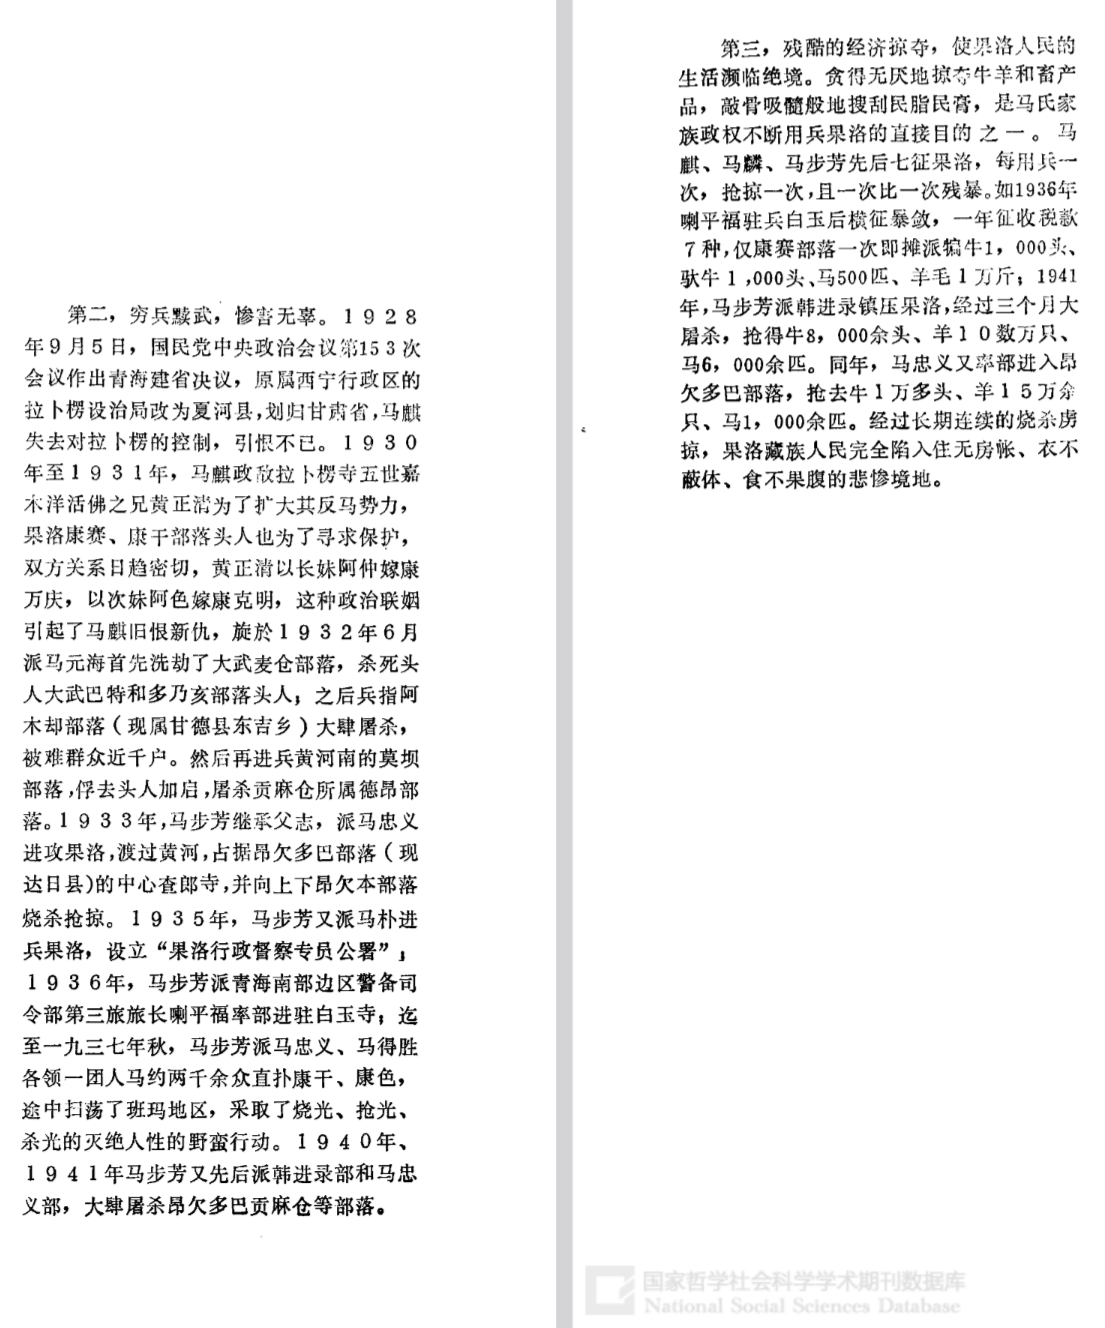 第二，穷兵黩武，惨害无辜。1928
年9月5日，国民党中央政治会议第153次
会议作出青海建省决议，原属西宁行政区的
拉卜楞设治局改为夏河县,划归甘肃省,马麒
失去对拉卜楞的控制，引恨不已。1930
年至1931年，马麒政敌拉卜楞寺五世嘉
木洋活佛之兄黄正清为了扩大其反马势力，
果洛康赛、康干部落头人也为了寻求保护，
双方关系日趋密切，黄正清以长妹阿仲嫁康
万庆，以次妹阿色嫁康克明，这种政治联姻
引起了马麒旧恨新仇，旋於1932年6月
派马元海首先洗劫了大武麦仓部落，杀死头
人大武巴特和多乃亥部落头人；之后兵指阿
木却部落（现属甘德县东吉乡）大肆屠杀，
被难群众近千户。然后再进兵黄河南的莫坝
部落,俘去头人加启,屠杀贡麻仓所属德昂部
落。1933年,马步芳继承父志，派马忠义
进攻果洛,渡过黄河,占据昂欠多巴部落（现
达日县)的中心查郎寺,并向上下昂欠本部落
烧杀抢掠。1935年，马步芳又派马朴进
兵果洛，设立“果洛行政督察专员公署”；
1936年，马步芳派青海南部边区警备司
令部第三旅旅长喇平福率部进驻白玉寺；迄
至一九三七年秋，马步芳派马忠义、马得胜
各领一团人马约两千余众直扑康干、康色，
途中扫荡了班玛地区，采取了烧光、抢光、
杀光的灭绝人性的野蛮行动。1940年、
1941年马步芳又先后派韩进录部和马忠
义部，大肆屠杀昂欠多巴贡麻仓等部落。
第三，残酷的经济掠夺，使果洛人民的
生活濒临绝境。贪得无厌地掠夺牛羊和畜产
品，敲骨吸髓般地搜刮民脂民膏，是马氏家
族政权不断用兵果洛的直接目的之一。马
麒、马麟、马步芳先后七征果洛，每用兵一
次，抢掠一次,且一次比一次残暴。如1936年
喇平福驻兵白玉后横征暴敛，一年征收税款
7种,仅康赛部落一次即摊派犏牛1，000头、
驮牛1,000头、马500匹、羊毛1万斤；1941
年,马步芳派韩进录镇压果洛,经过三个月大
屠杀，抢得牛8，000余头、羊10数万只、
马6，000余匹。同年，马忠义又率部进入昂
欠多巴部落，抢去牛1万多头、羊15万余
只、马1，000余匹。经过长期连续的烧杀虏
掠，果洛藏族人民完全陷入住无房帐、衣不
蔽体、食不果腹的悲惨境地。
国家哲学社会科学学术期刊数据库
National Social Sciences Database